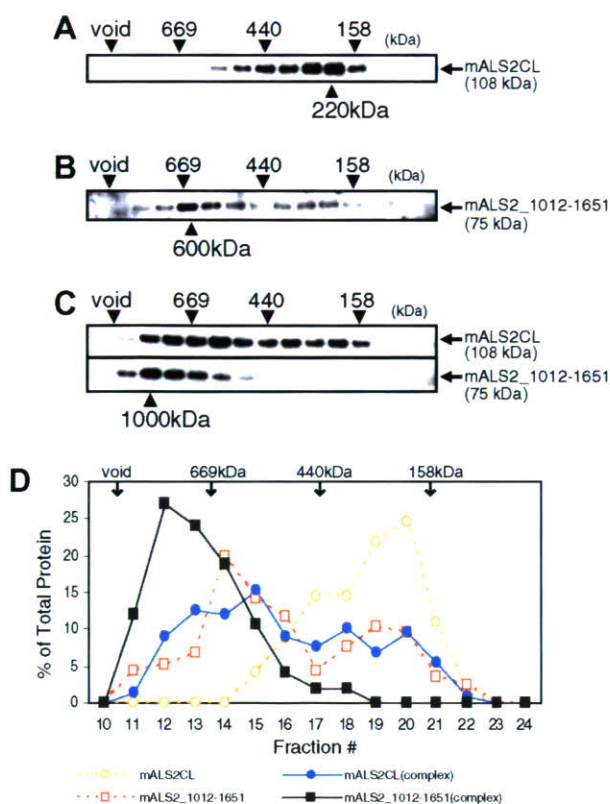 A
void 669 440 158 (kDa)
mALS2CL
(108 kDa)
220kDa
B
void 669 440 158 (kDa)
mALS2_1012-1651
(75 kDa)
600kDa
C
void 669 440 158 (kDa)
mALS2CL
(108 kDa)
mALS2_1012-1651
(75 kDa)
1000kDa
D
void 669kDa 440kDa 158kDa
% of Total Protein
30
25
20
15
10
5
0
10 11 12 13 14 15 16 17 18 19 20 21 22 23 24
Fraction #
mALS2CL mALS2CL(complex)
mALS2_1012-1651 mALS2_1012-1651(complex)